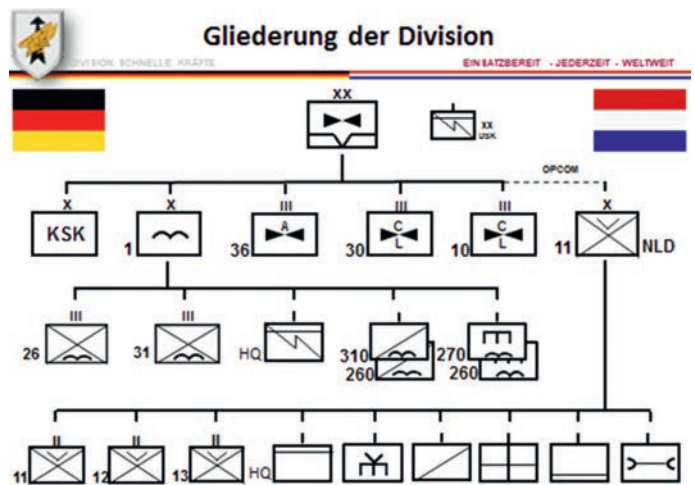 Gliederung der Division
DIVISION SCHNELLE KRÄFTE
EINSATZBEREIT - JEDERZEIT - WELTWEIT
XX
XX
DSK
OPCOM
X X III III III X
KSK 1 36 A 30 C L 10 C L 11 NLD
III III I I I
26 31 HQ 310 270
260 260
II II II I I I I I I
11 12 13 HQ